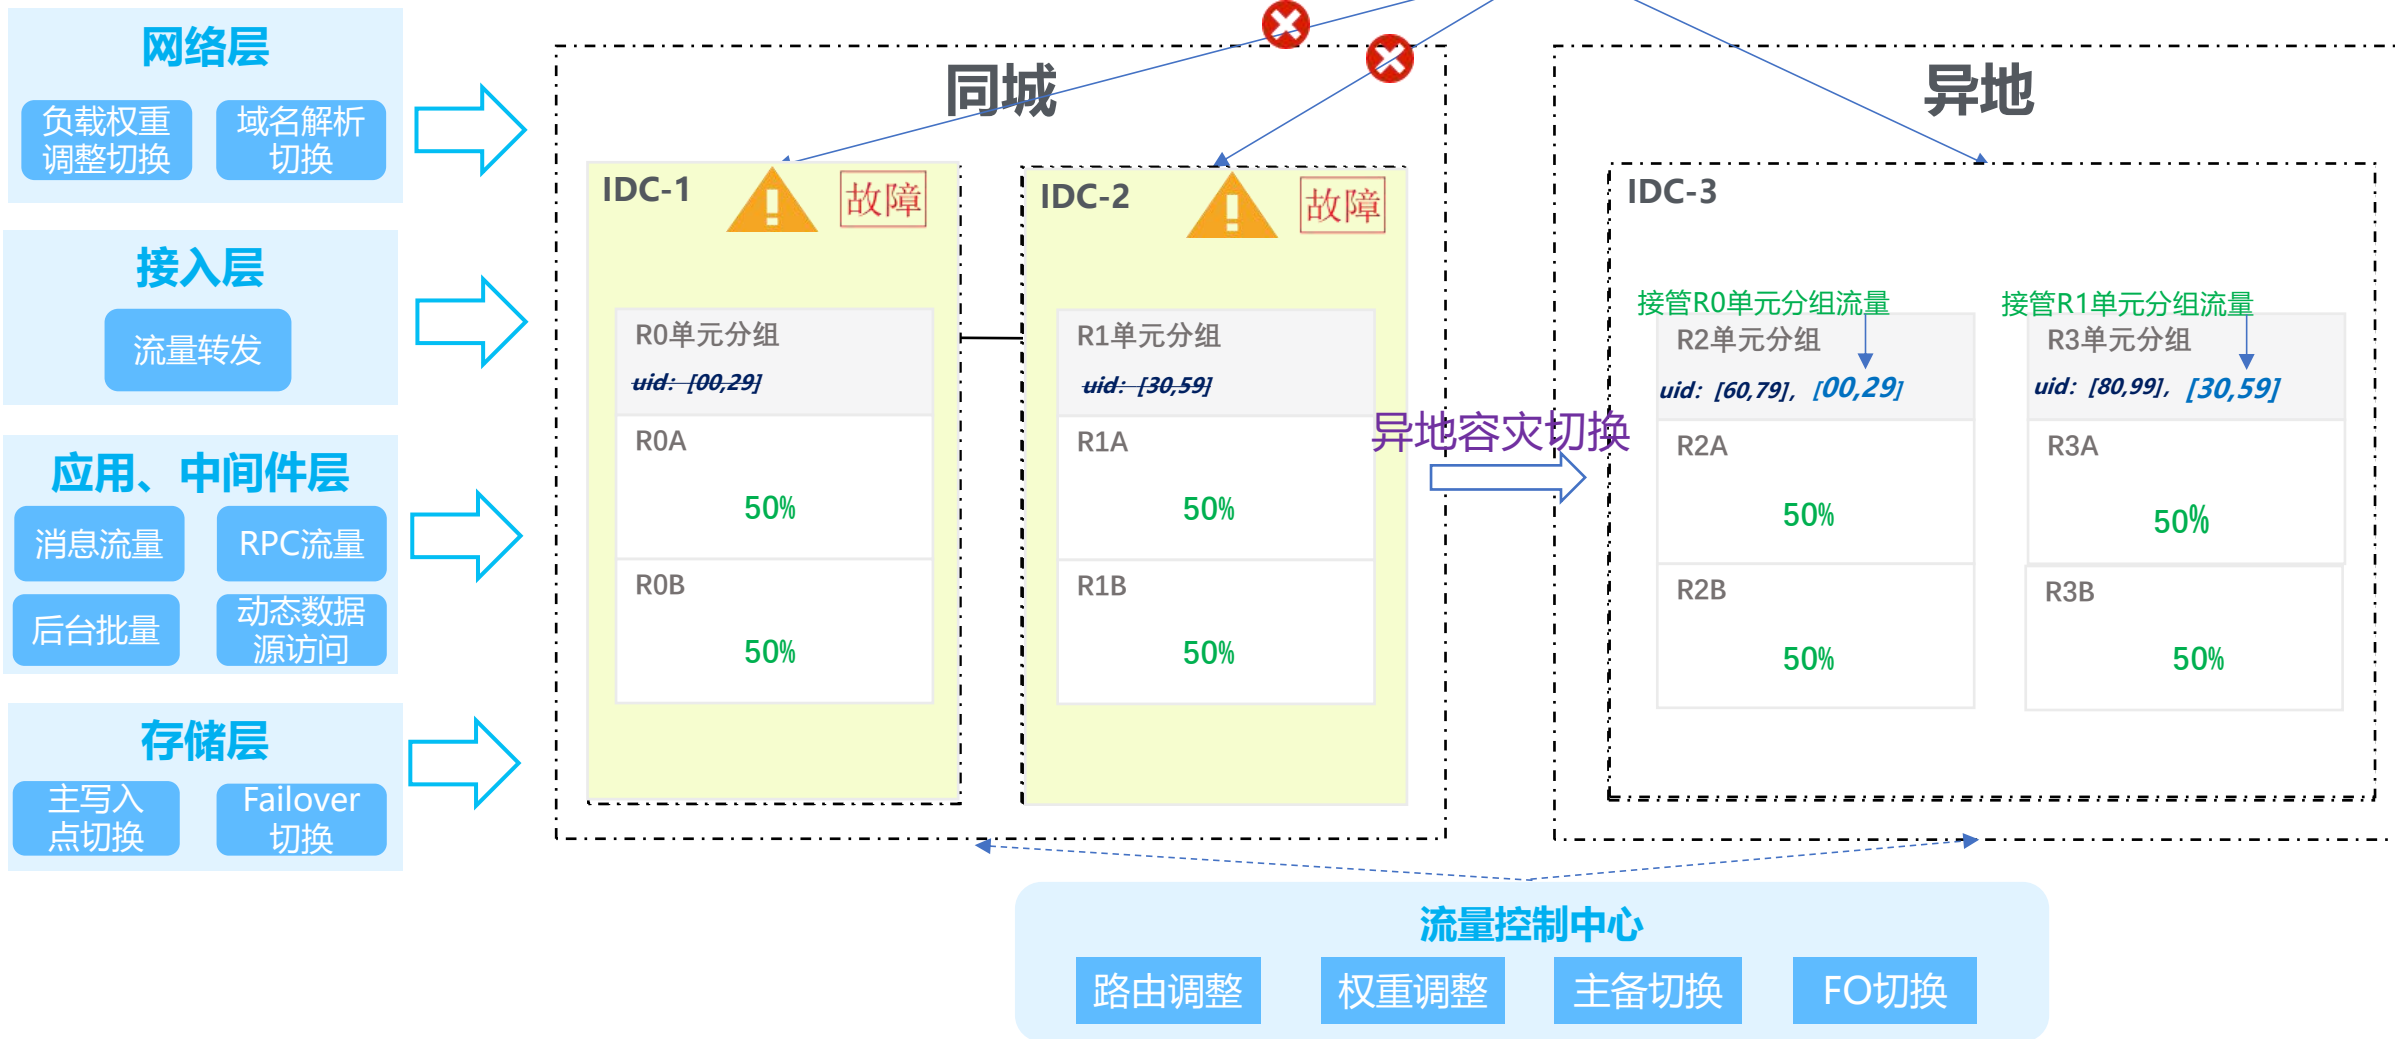 网络层
负载权重
调整切换
域名解析
切换
接入层
流量转发
应用、中间件层
消息流量
RPC流量
后台批量
动态数据
源访问
存储层
主写入
点切换
Failover
切换
同城
IDC-1
故障
R0单元分组
uid：[00,29]
R0A
50%
R0B
50%
IDC-2
故障
R1单元分组
uid：[30,59]
R1A
50%
R1B
50%
异地容灾切换
异地
IDC-3
接管R0单元分组流量
R2单元分组
uid：[60,79]，[00,29]
R2A
50%
R2B
50%
接管R1单元分组流量
R3单元分组
uid：[80,99]，[30,59]
R3A
50%
R3B
50%
流量控制中心
路由调整
权重调整
主备切换
FO切换